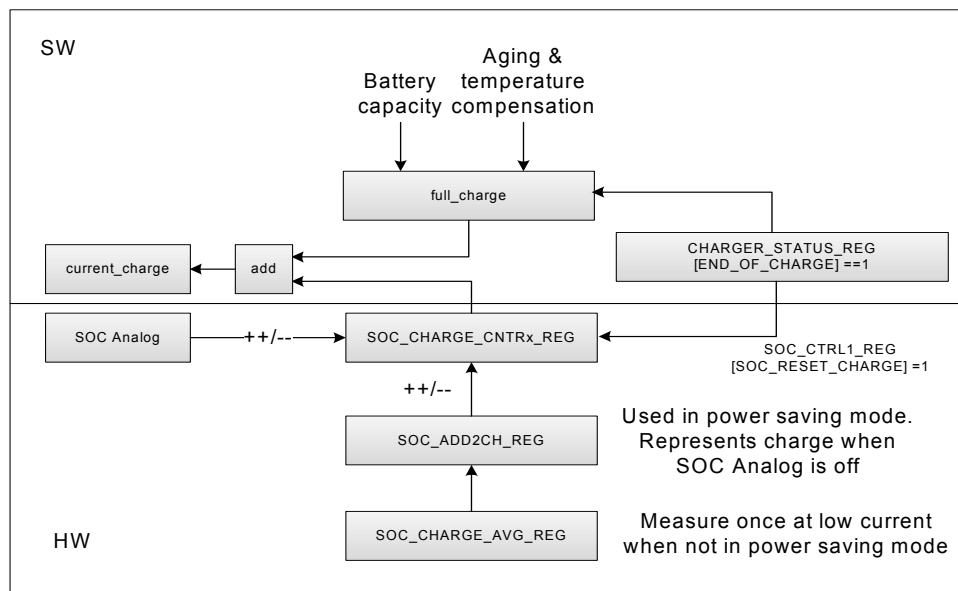 SW
Battery
capacity
Aging &
temperature
compensation
full_charge
CHARGER_STATUS_REG
[END_OF_CHARGE] ==1
current_charge
add
SOC Analog
++/--
SOC_CHARGE_CNTRx_REG
SOC_CTRL1_REG
[SOC_RESET_CHARGE] =1
++/--
SOC_ADD2CH_REG
Used in power saving mode.
Represents charge when
SOC Analog is off
HW
SOC_CHARGE_AVG_REG
Measure once at low current
when not in power saving mode